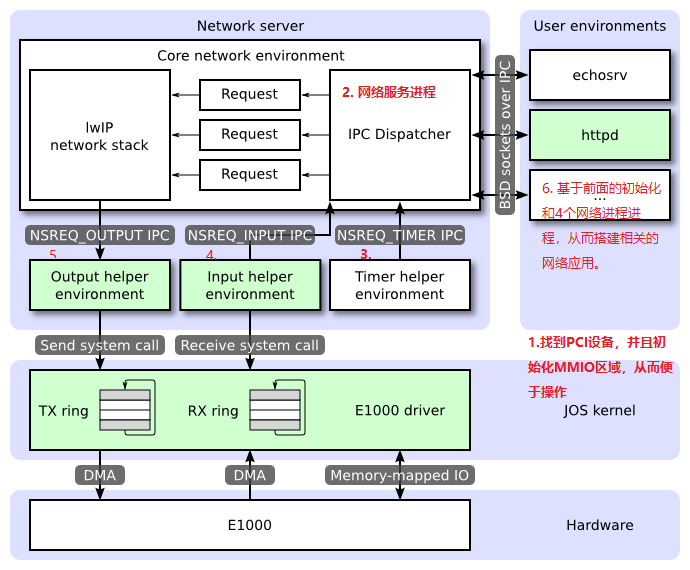 Network server
User environments
Core network environment
lwIP
network stack
Request
Request
Request
2. 网络服务进程
IPC Dispatcher
BSD sockets over IPC
echosrv
httpd
...
6. 基于前面的初始化
和4个网络进程进
程，从而搭建相关的
网络应用。
NSREQ_OUTPUT IPC
NSREQ_INPUT IPC
NSREQ_TIMER IPC
5
4.
3.
Output helper
environment
Input helper
environment
Timer helper
environment
Send system call
Receive system call
1.找到PCI设备，并且初
始化MMIO区域，从而便
于操作
TX ring
RX ring
E1000 driver
JOS kernel
DMA
DMA
Memory-mapped IO
E1000
Hardware